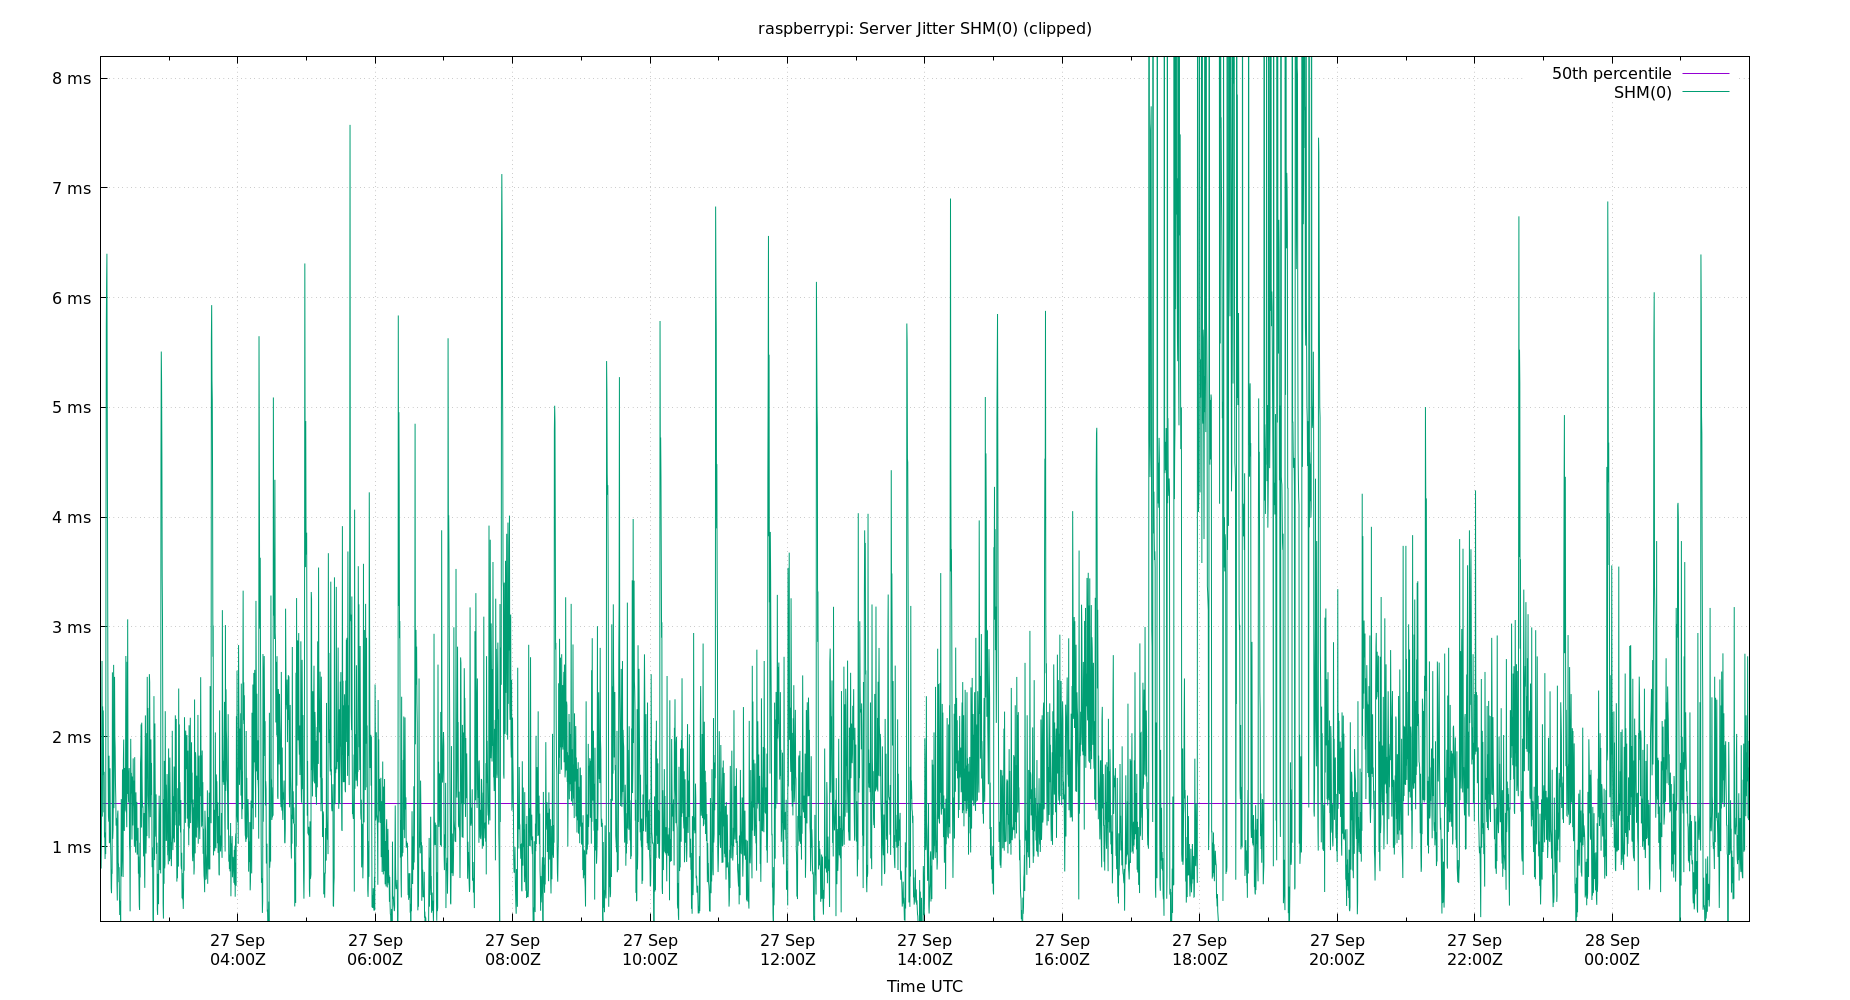 raspberrypi: Server Jitter SHM(0) (clipped)
50th percentile
SHM(0)
8 ms
7 ms
6 ms
5 ms
4 ms
3 ms
2 ms
1 ms
27 Sep 27 Sep 27 Sep 27 Sep 27 Sep 27 Sep 27 Sep 27 Sep 27 Sep 27 Sep 28 Sep
04:00Z 06:00Z 08:00Z 10:00Z 12:00Z 14:00Z 16:00Z 18:00Z 20:00Z 22:00Z 00:00Z
Time UTC